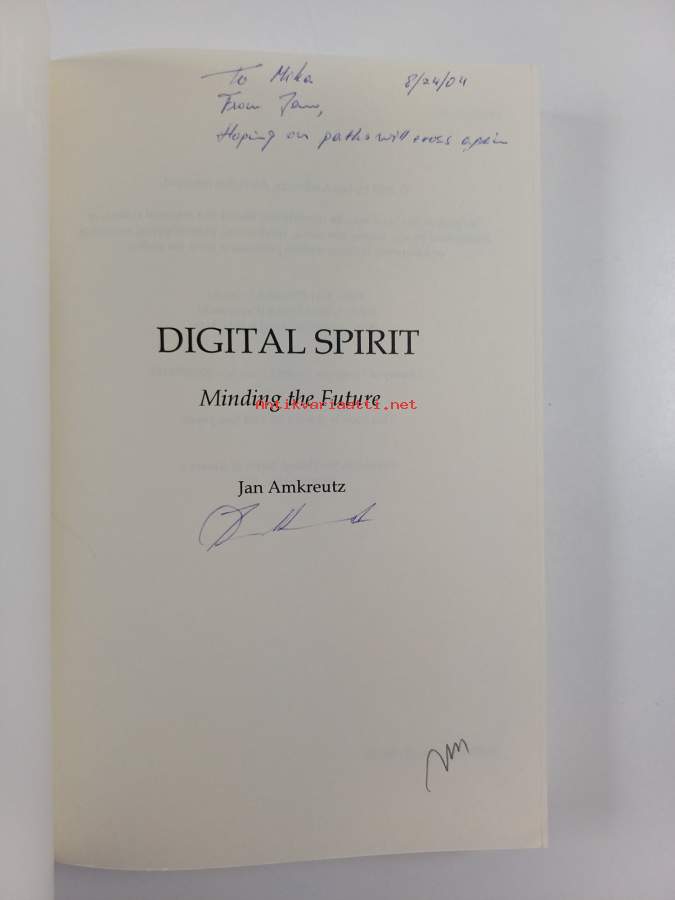 To Mika 8/24/04
From Jan,
Hoping our paths will cross again
DIGITAL SPIRIT
Minding the Future
Antikvariaatti.net
Jan Amkreutz